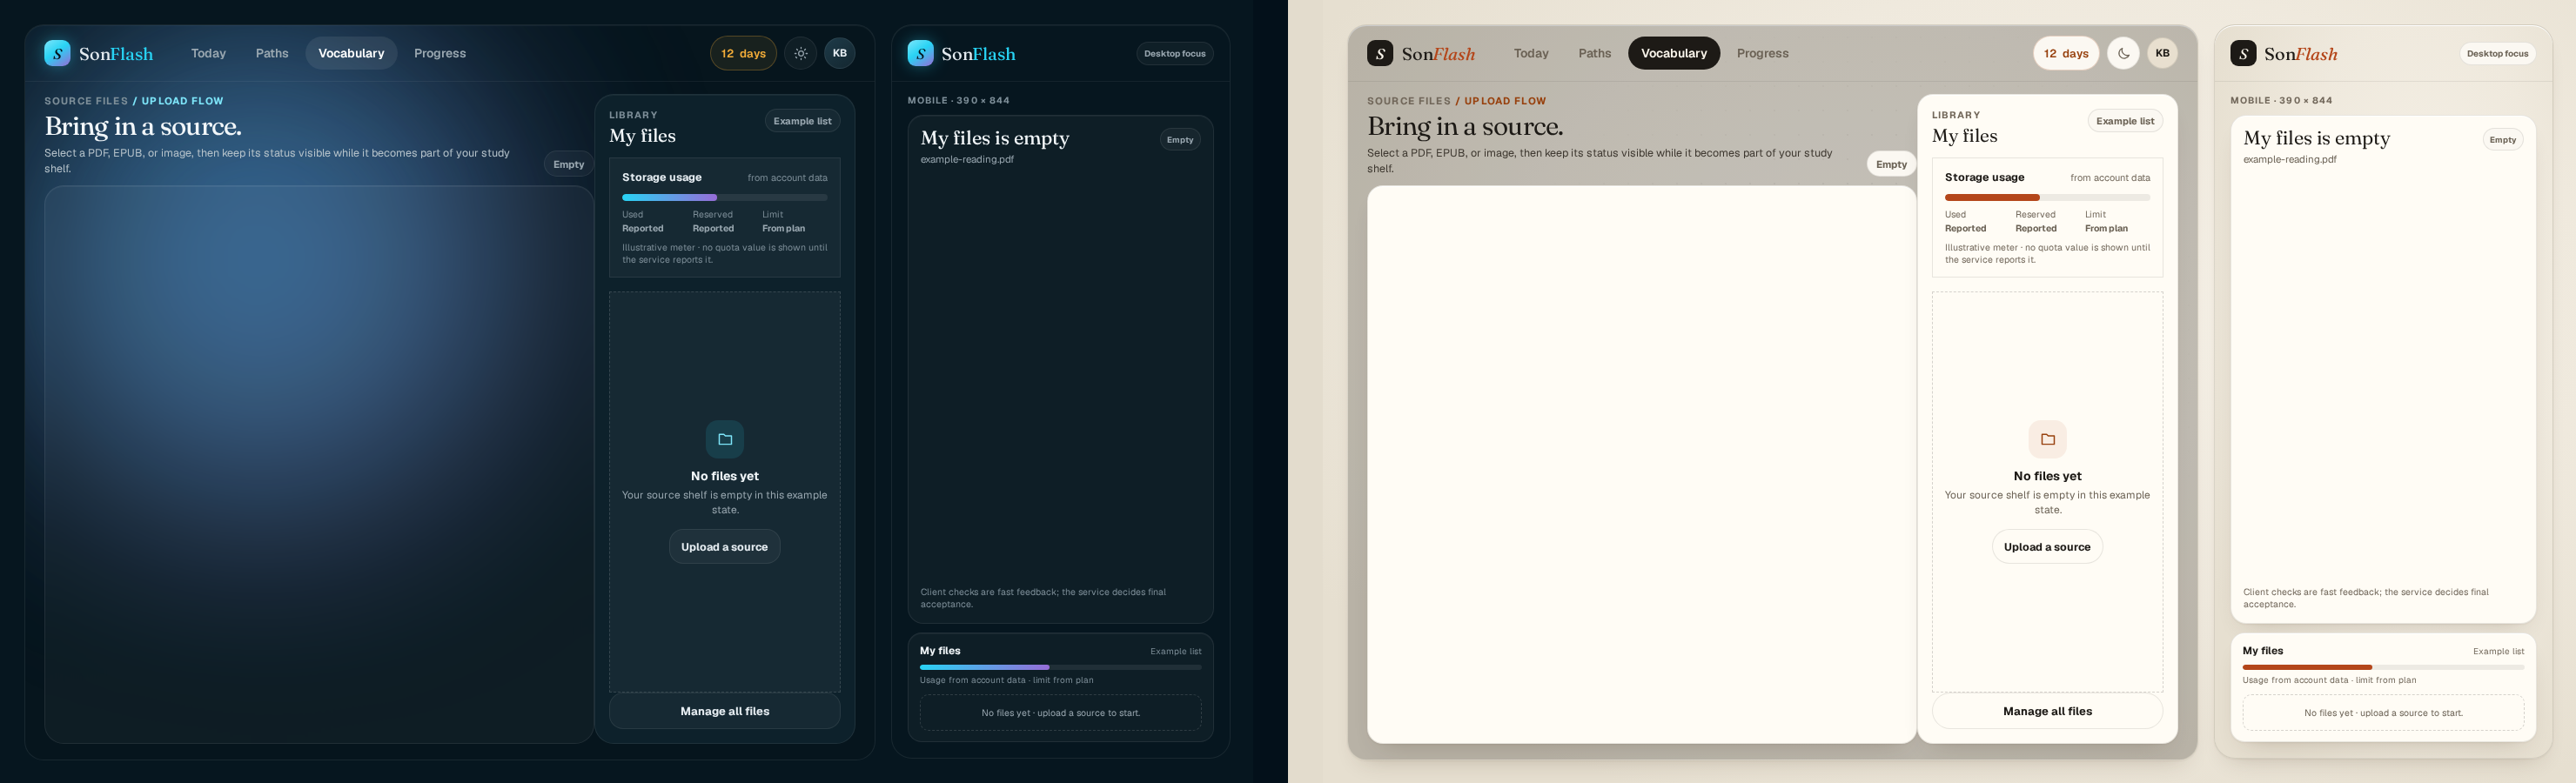 S SonFlash
Today Paths Vocabulary Progress
12 days
KB
SOURCE FILES / UPLOAD FLOW
Bring in a source.
Select a PDF, EPUB, or image, then keep its status visible while it becomes part of your study
shelf.
Empty
LIBRARY
My files
Example list
Storage usage
from account data
Used Reserved Limit
Reported Reported From plan
Illustrative meter · no quota value is shown until
the service reports it.
No files yet
Your source shelf is empty in this example
state.
Upload a source
Manage all files
S SonFlash
Desktop focus
MOBILE · 390 × 844
My files is empty
Empty
example-reading.pdf
Client checks are fast feedback; the service decides final
acceptance.
My files
Example list
Usage from account data · limit from plan
No files yet · upload a source to start.
S SonFlash
Today Paths Vocabulary Progress
12 days
KB
SOURCE FILES / UPLOAD FLOW
Bring in a source.
Select a PDF, EPUB, or image, then keep its status visible while it becomes part of your study
shelf.
Empty
LIBRARY
My files
Example list
Storage usage
from account data
Used Reserved Limit
Reported Reported From plan
Illustrative meter · no quota value is shown until
the service reports it.
No files yet
Your source shelf is empty in this example
state.
Upload a source
Manage all files
S SonFlash
Desktop focus
MOBILE · 390 × 844
My files is empty
Empty
example-reading.pdf
Client checks are fast feedback; the service decides final
acceptance.
My files
Example list
Usage from account data · limit from plan
No files yet · upload a source to start.